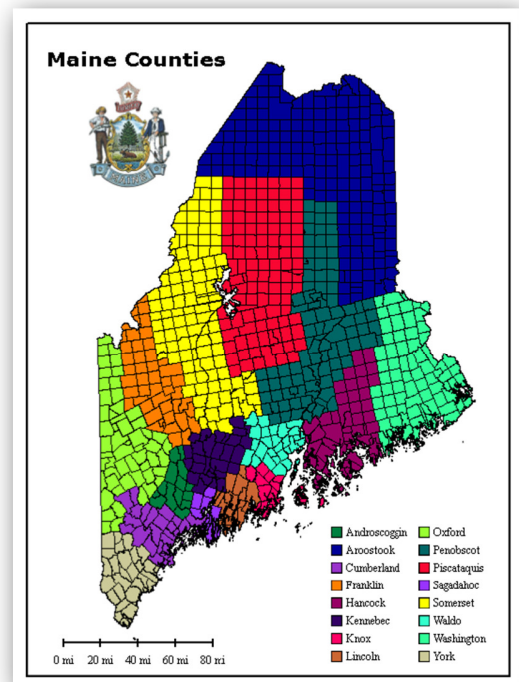 Maine Counties
Androscoggin
Aroostook
Cumberland
Franklin
Hancock
Kennebec
Knox
Lincoln
Oxford
Penobscot
Piscataquis
Sagadahoc
Somerset
Waldo
Washington
York
0 mi 20 mi 40 mi 60 mi 80 mi